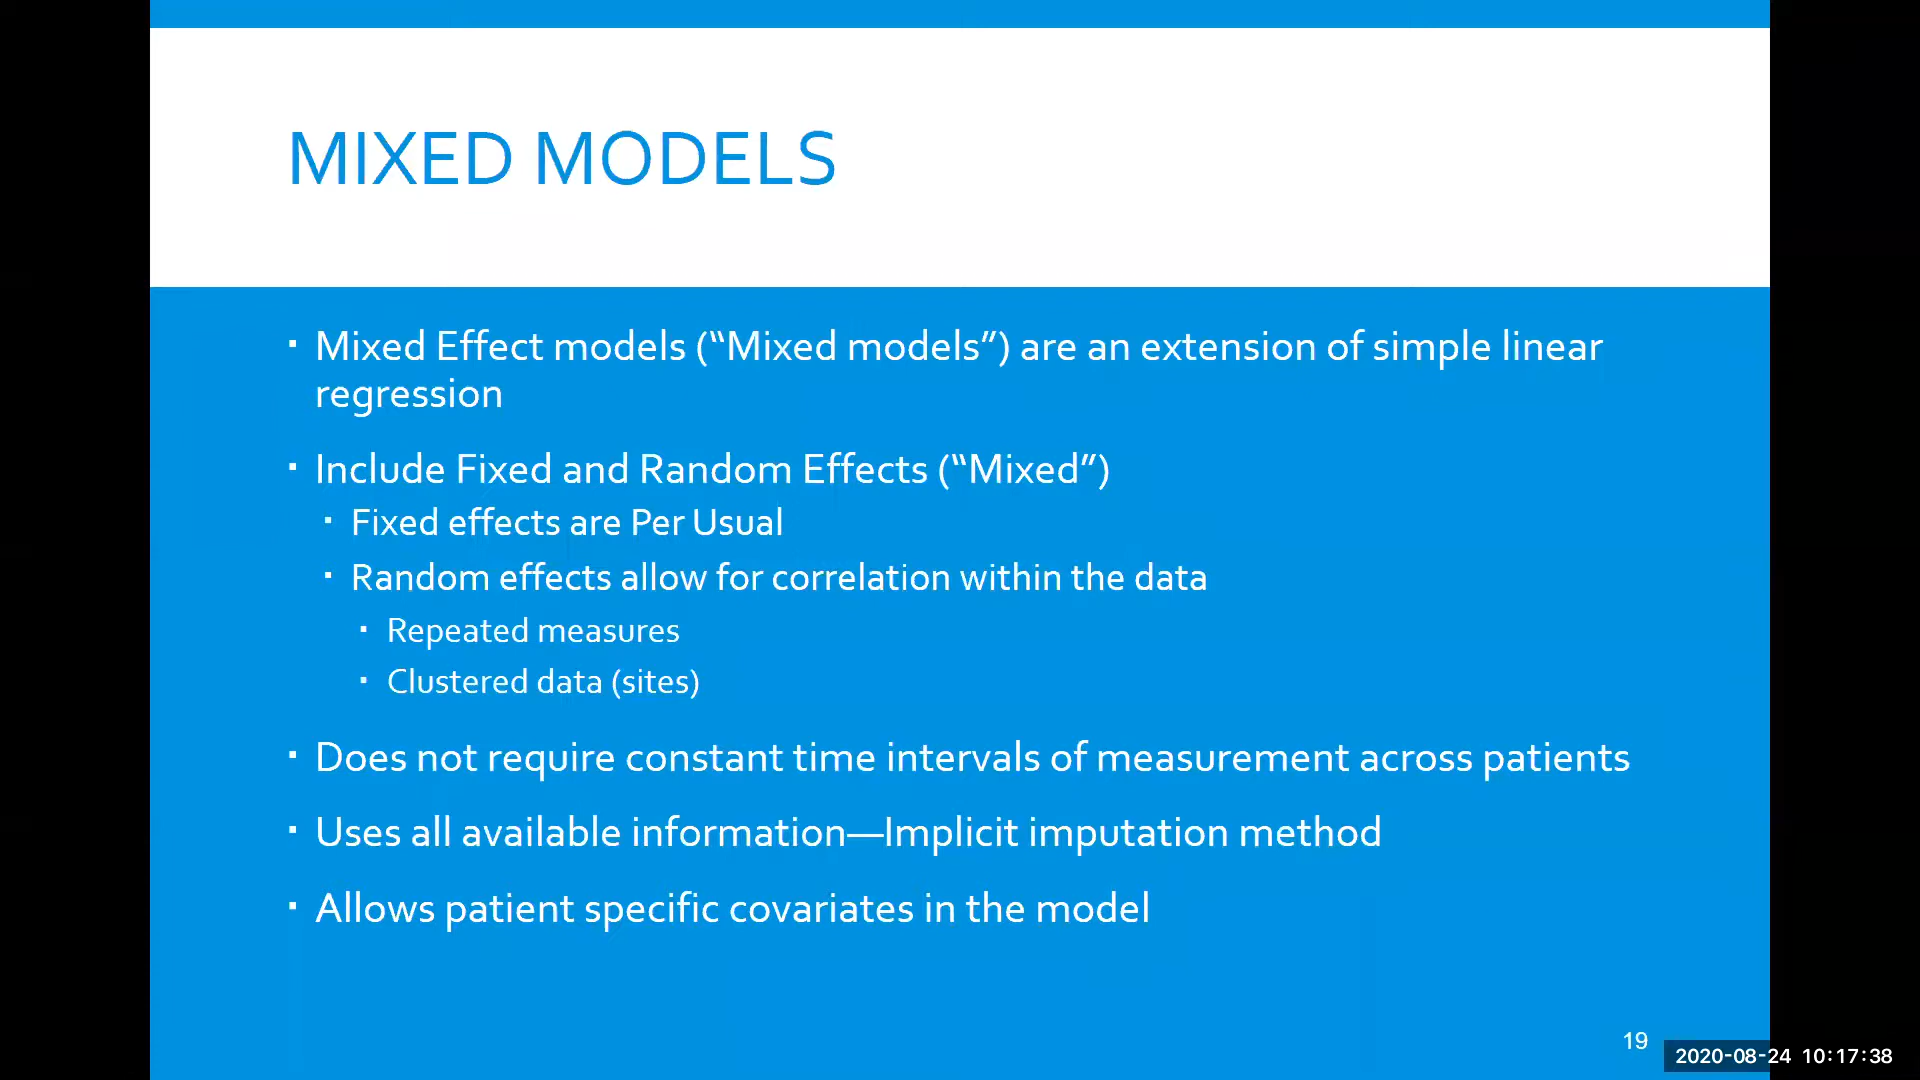 MIXED MODELS
▪ Mixed Effect models (“Mixed models”) are an extension of simple linear
regression
▪ Include Fixed and Random Effects (“Mixed”)
▪ Fixed effects are Per Usual
▪ Random effects allow for correlation within the data
▪ Repeated measures
▪ Clustered data (sites)
▪ Does not require constant time intervals of measurement across patients
▪ Uses all available information—Implicit imputation method
▪ Allows patient specific covariates in the model
19
2020-08-24 10:17:38